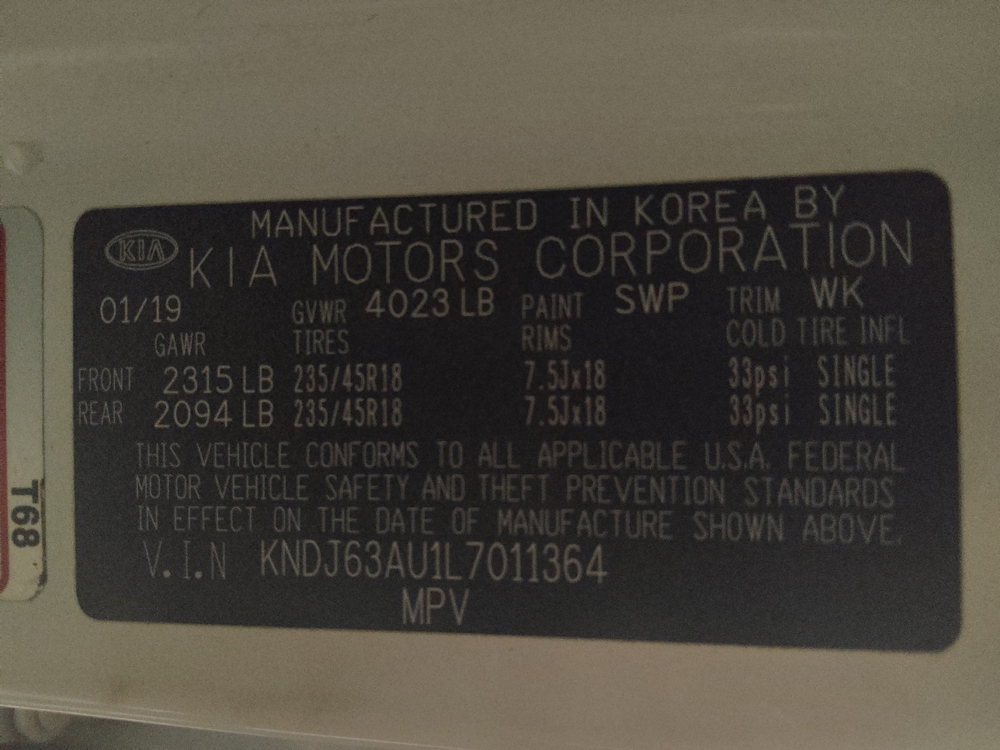 MANUFACTURED IN KOREA BY
KIA KIA MOTORS CORPORATION
01/19 GVWR 4023 LB PAINT SWP TRIM WK
GAWR TIRES RIMS COLD TIRE INFL
FRONT 2315 LB 235/45R18 7.5Jx18 33psi SINGLE
REAR 2094 LB 235/45R18 7.5Jx18 33psi SINGLE
THIS VEHICLE CONFORMS TO ALL APPLICABLE U.S.A. FEDERAL
MOTOR VEHICLE SAFETY AND THEFT PREVENTION STANDARDS
IN EFFECT ON THE DATE OF MANUFACTURE SHOWN ABOVE.
V.I.N KNDJ63AU1L7011364
MPV
T68